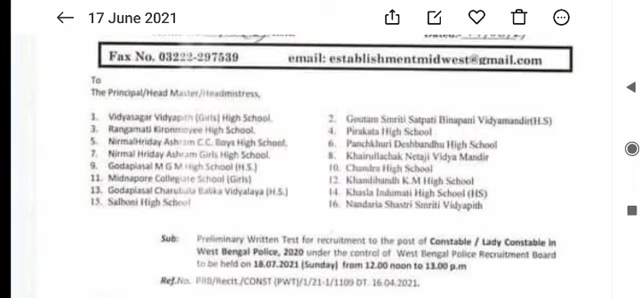 17 June 2021
Fax No. 03222-297539 email: establishmentmidwest@gmail.com
To
The Principal/Head Master/Headmistress,
1. Vidyasagar Vidyapith (Girls) High School. 2. Goutam Smriti Satpati Binapani Vidyamandir(H.S)
3. Rangamati Kironmoyee High School. 4. Pirakata High School
5. NirmalHriday Ashram C.C. Boys High School. 6. Panchkhuri Deshbandhu High School
7. Nirmal Hriday Ashram Girls High School. 8. Khairullachak Netaji Vidya Mandir
9. Godapiasal M G M High School (H.S.) 10. Chandra High School
11. Midnapore Collegiate School (Girls) 12. Khandibandh K.M High School
13. Godapiasal Charubala Balika Vidyalaya (H.S.) 14. Khasla Indumati High School (HS)
15. Salboni High School 16. Nandaria Shastri Smriti Vidyapith
Sub: Preliminary Written Test for recruitment to the post of Constable / Lady Constable in
West Bengal Police, 2020 under the control of West Bengal Police Recruitment Board
to be held on 18.07.2021 (Sunday) from 12.00 noon to 13.00 p.m
Ref.No. PRB/Rectt./CONST (PWT)/1/21-1/1109 DT. 16.04.2021.